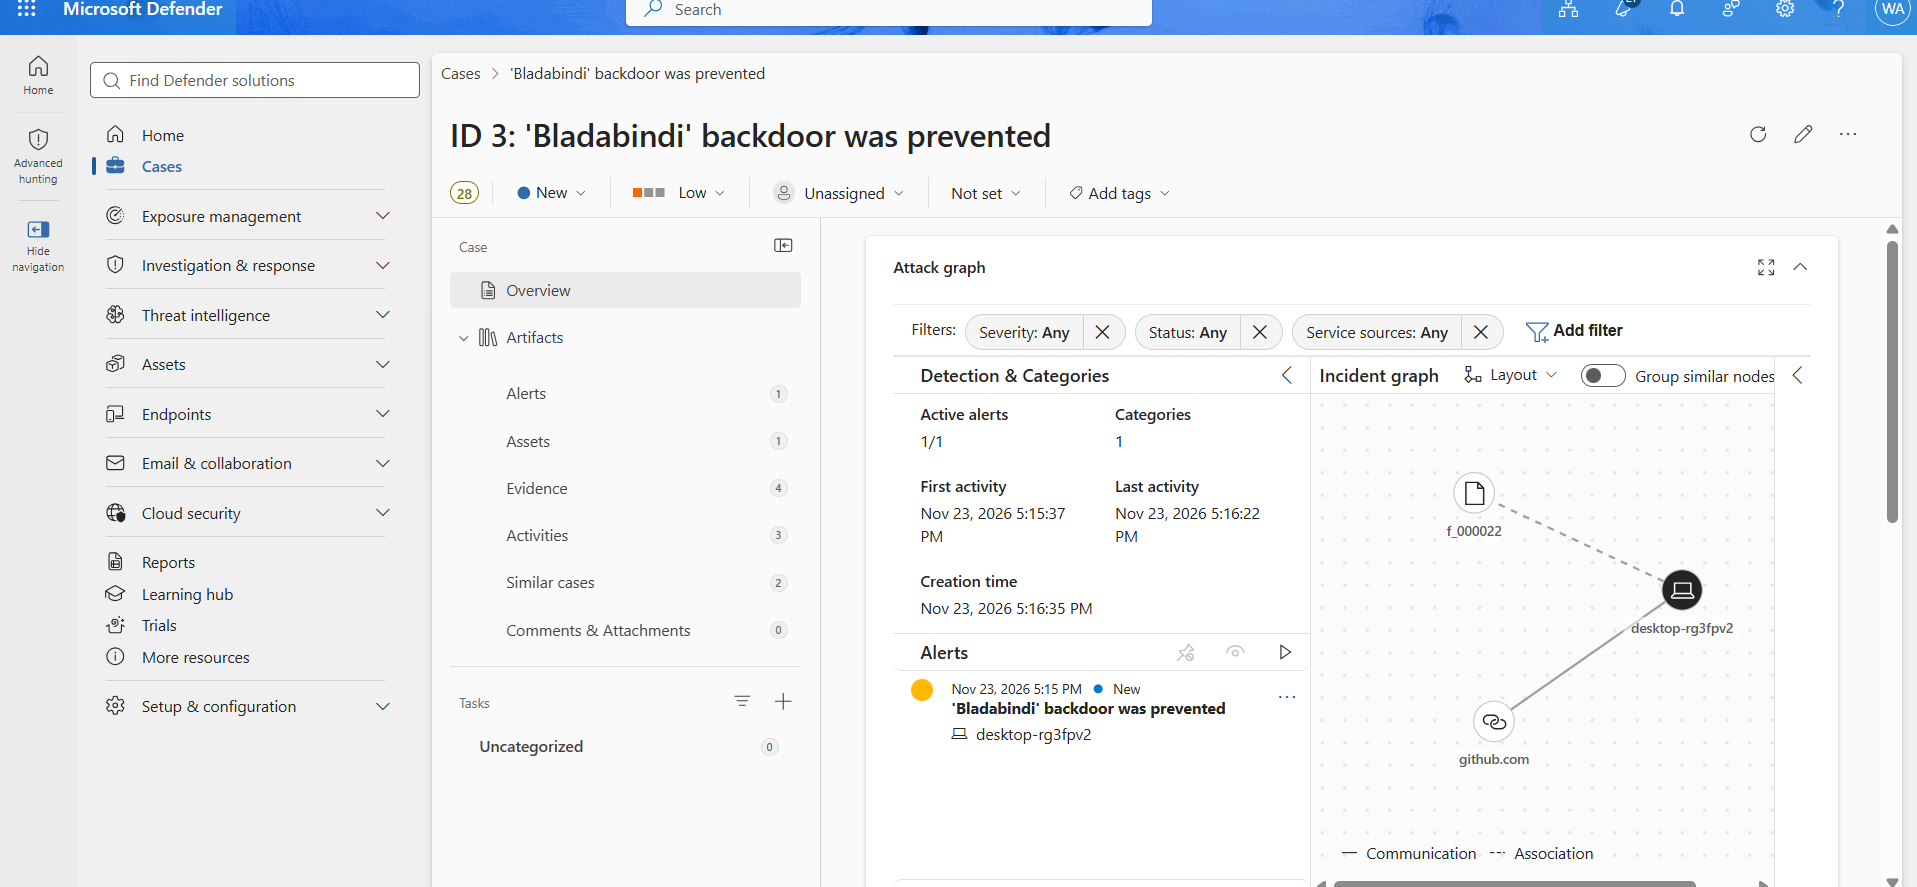 Microsoft Defender
Search
WA
Home
Advanced
hunting
Hide
navigation
Find Defender solutions
Home
Cases
Exposure management
Investigation & response
Threat intelligence
Assets
Endpoints
Email & collaboration
Cloud security
Reports
Learning hub
Trials
More resources
Setup & configuration
Cases > 'Bladabindi' backdoor was prevented
ID 3: 'Bladabindi' backdoor was prevented
28 New Low Unassigned Not set Add tags
Case
Overview
Artifacts
Alerts 1
Assets 1
Evidence 4
Activities 3
Similar cases 2
Comments & Attachments 0
Tasks
Uncategorized 0
Attack graph
Filters: Severity: Any Status: Any Service sources: Any Add filter
Detection & Categories
Active alerts Categories
1/1 1
First activity Last activity
Nov 23, 2026 5:15:37 Nov 23, 2026 5:16:22
PM PM
Creation time
Nov 23, 2026 5:16:35 PM
Alerts
Nov 23, 2026 5:15 PM New
'Bladabindi' backdoor was prevented
desktop-rg3fpv2
Incident graph Layout Group similar nodes
f_000022
desktop-rg3fpv2
github.com
Communication Association